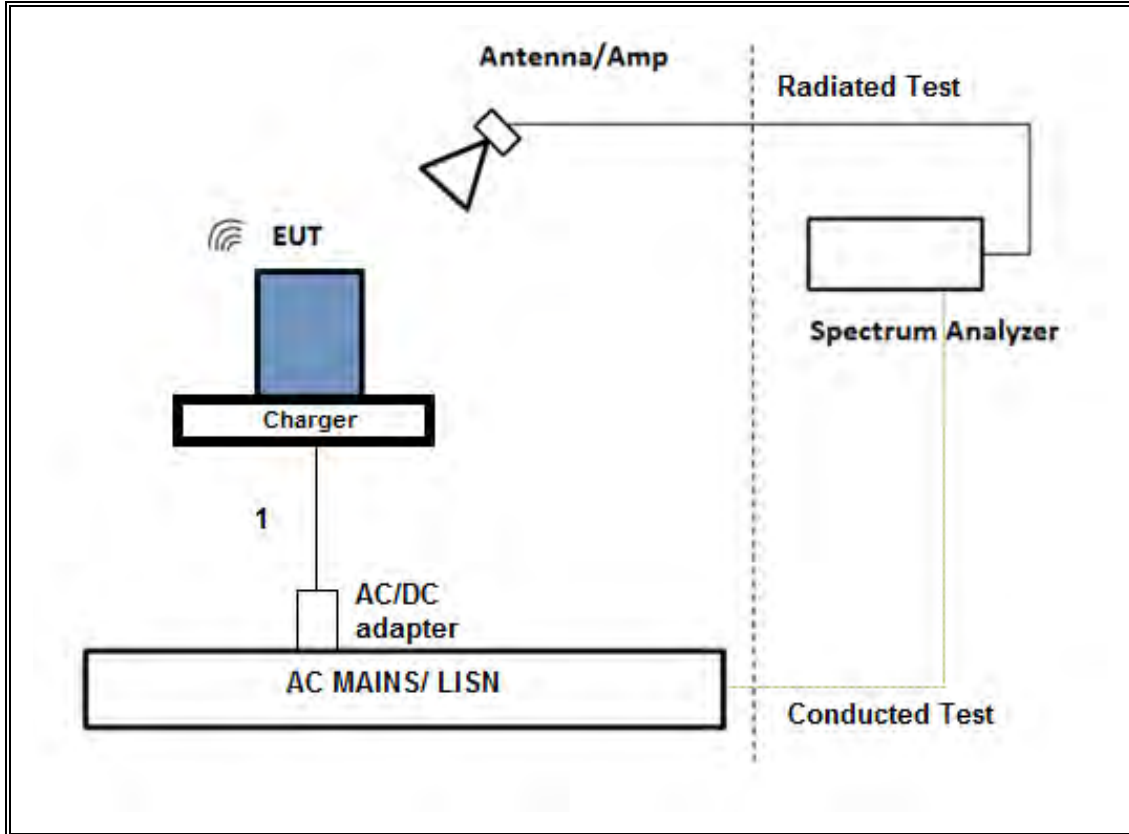 Antenna/Amp
Radiated Test
EUT
Spectrum Analyzer
Charger
1
AC/DC
adapter
AC MAINS/ LISN
Conducted Test